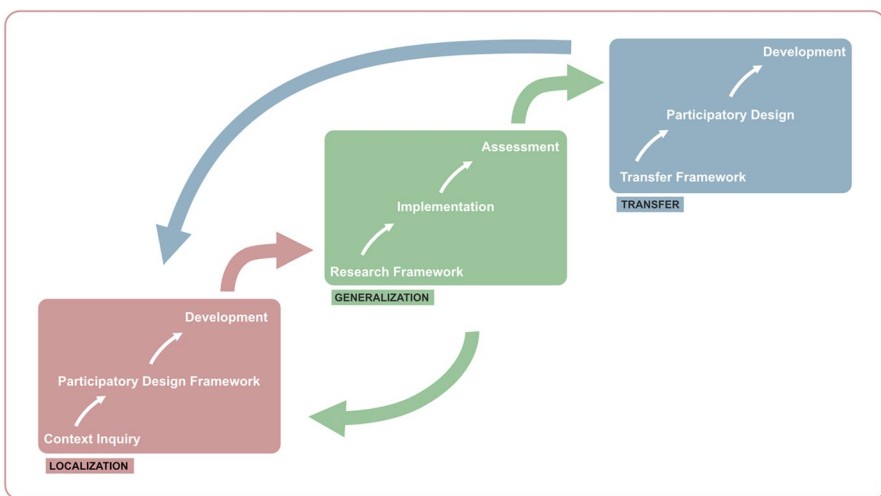 Development
Participatory Design
Transfer Framework
TRANSFER
Assessment
Implementation
Research Framework
GENERALIZATION
Development
Participatory Design Framework
Context Inquiry
LOCALIZATION